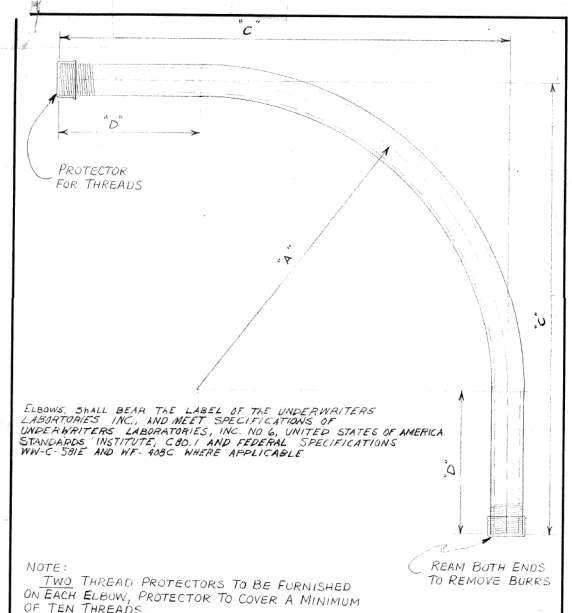 "C"
"D"
PROTECTOR
FOR THREADS
"A"
"C"
ELBOWS, SHALL BEAR THE LABEL OF THE UNDERWRITERS
LABORTORIES INC., AND MEET SPECIFICATIONS OF
UNDERWRITERS LABORATORIES, INC. NO. 6, UNITED STATES OF AMERICA
STANDARDS INSTITUTE, C80.1 AND FEDERAL SPECIFICATIONS
WW-C-581E AND WF-408C WHERE APPLICABLE
"D"
NOTE:
TWO THREAD PROTECTORS TO BE FURNISHED
ON EACH ELBOW, PROTECTOR TO COVER A MINIMUM
OF TEN THREADS
REAM BOTH ENDS
TO REMOVE BURRS